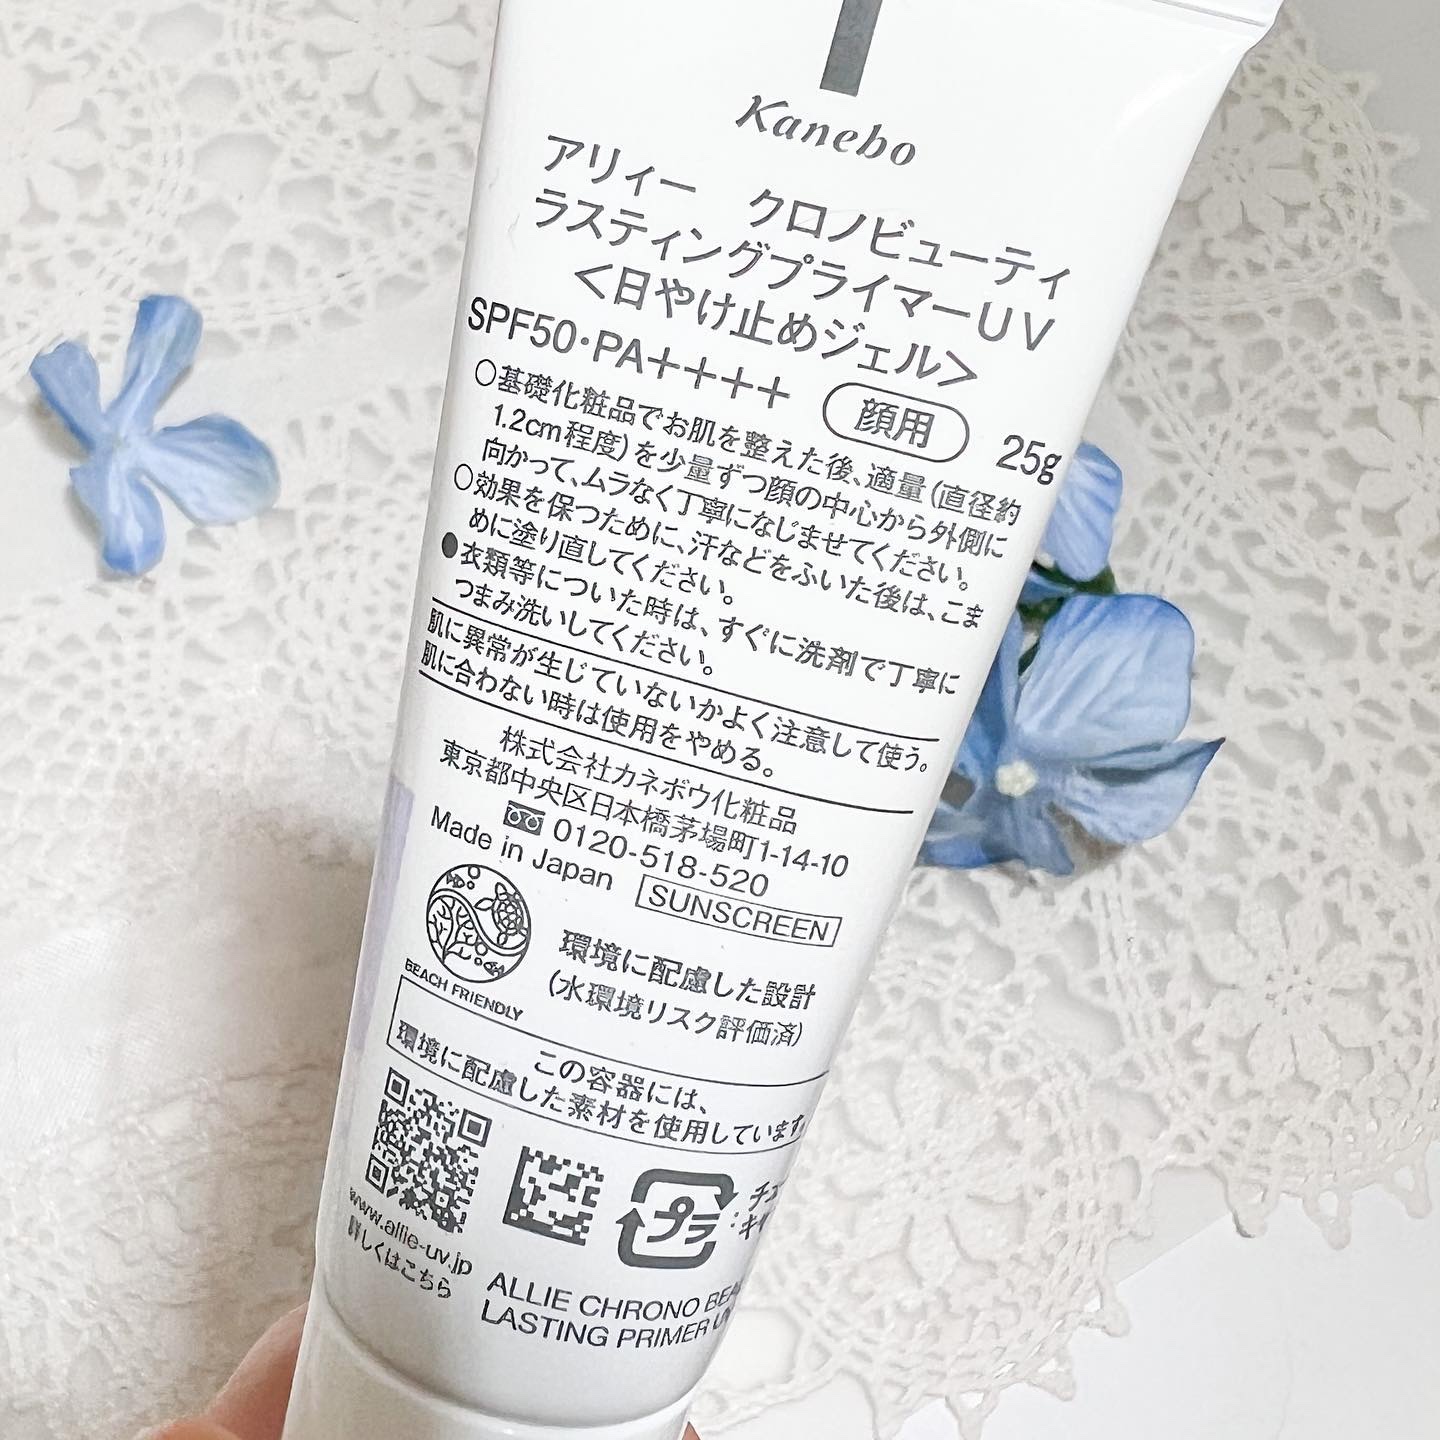 Kanebo
アリィー　クロノビューティ
ラスティングプライマーＵＶ
<日やけ止めジェル>
SPF50・PA++++ 顔用 25g
○基礎化粧品でお肌を整えた後、適量(直径約
1.2cm程度)を少量ずつ顔の中心から外側に
向かって、ムラなく丁寧になじませてください。
○効果を保つために、汗などをふいた後は、こま
めに塗り直してください。
●衣類等についた時は、すぐに洗剤で丁寧に
つまみ洗いしてください。
肌に異常が生じていないかよく注意して使う。
肌に合わない時は使用をやめる。
株式会社カネボウ化粧品
東京都中央区日本橋茅場町1-14-10
0120-518-520
Made in Japan SUNSCREEN
BEACH FRIENDLY
環境に配慮した設計
(水環境リスク評価済)
この容器には、
環境に配慮した素材を使用しています。
www.allie-uv.jp
詳しくはこちら
プラ
ALLIE CHRONO
LASTING PRIMER